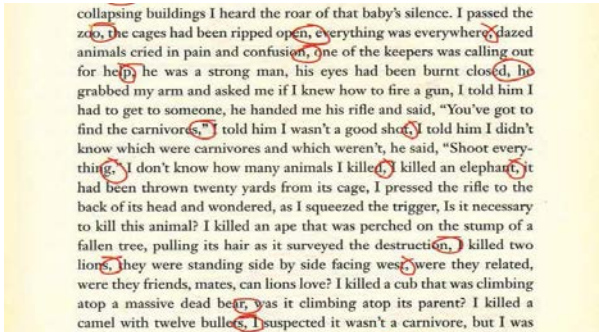 collapsing buildings I heard the roar of that baby's silence. I passed the
zoo, the cages had been ripped open, everything was everywhere, dazed
animals cried in pain and confusion, one of the keepers was calling out
for help, he was a strong man, his eyes had been burnt closed, he
grabbed my arm and asked me if I knew how to fire a gun, I told him I
had to get to someone, he handed me his rifle and said, “You've got to
find the carnivores,” I told him I wasn't a good shot, I told him I didn't
know which were carnivores and which weren't, he said, “Shoot every-
thing,” I don't know how many animals I killed, I killed an elephant, it
had been thrown twenty yards from its cage, I pressed the rifle to the
back of its head and wondered, as I squeezed the trigger, Is it necessary
to kill this animal? I killed an ape that was perched on the stump of a
fallen tree, pulling its hair as it surveyed the destruction, I killed two
lions, they were standing side by side facing west, were they related,
were they friends, mates, can lions love? I killed a cub that was climbing
atop a massive dead bear, was it climbing atop its parent? I killed a
camel with twelve bullets, I suspected it wasn't a carnivore, but I was